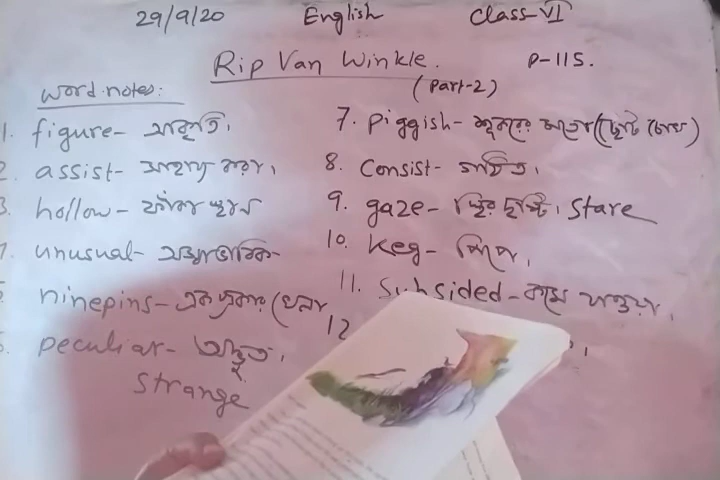 29/9/20 English Class-VI
Rip Van Winkle. P-115.
(Part-2)
word notes:
1. figure- আকৃতি।
2. assist- সাহায্য করা।
3. hollow- ফাঁকা স্থান
unusual- অস্বাভাবিক
ninepins- একপ্রকার খেলা
peculiar- অদ্ভুত।
strange
7. Piggish- শূকরের মতো (ছোট চোখ)
8. Consist- গঠিত।
9. gaze- স্থির দৃষ্টি। Stare
10. Keg- পিপে।
11. Subsided- কমে যাওয়া।
12